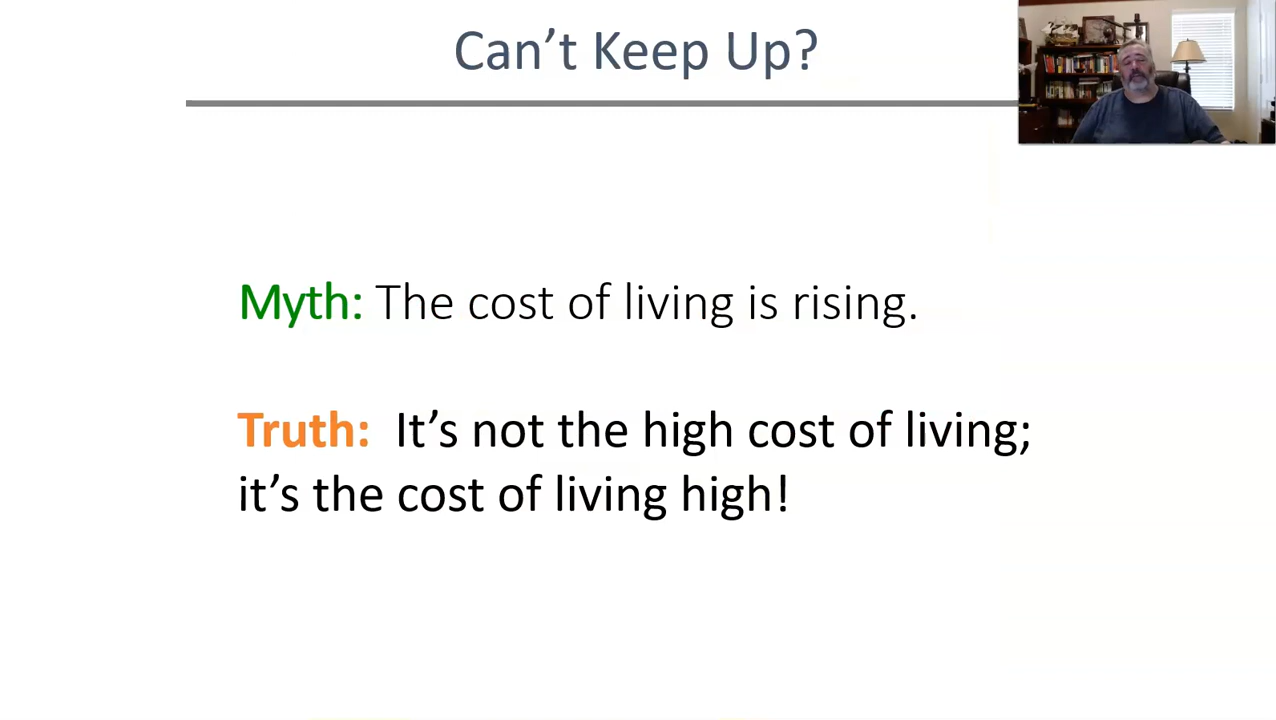 Can’t Keep Up?
Myth: The cost of living is rising.
Truth: It’s not the high cost of living;
it’s the cost of living high!